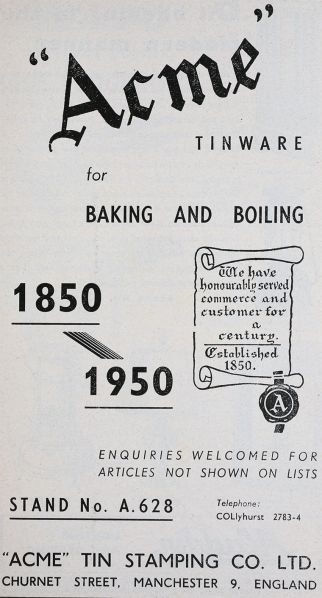 "Acme"
TINWARE
for
BAKING AND BOILING
1850
1950
We have
honourably served
commerce and
customer for
a
century.
Established
1850.
A
ENQUIRIES WELCOMED FOR
ARTICLES NOT SHOWN ON LISTS
STAND No. A.628
Telephone:
COLlyhurst 2783-4
"ACME" TIN STAMPING CO. LTD.
CHURNET STREET, MANCHESTER 9, ENGLAND